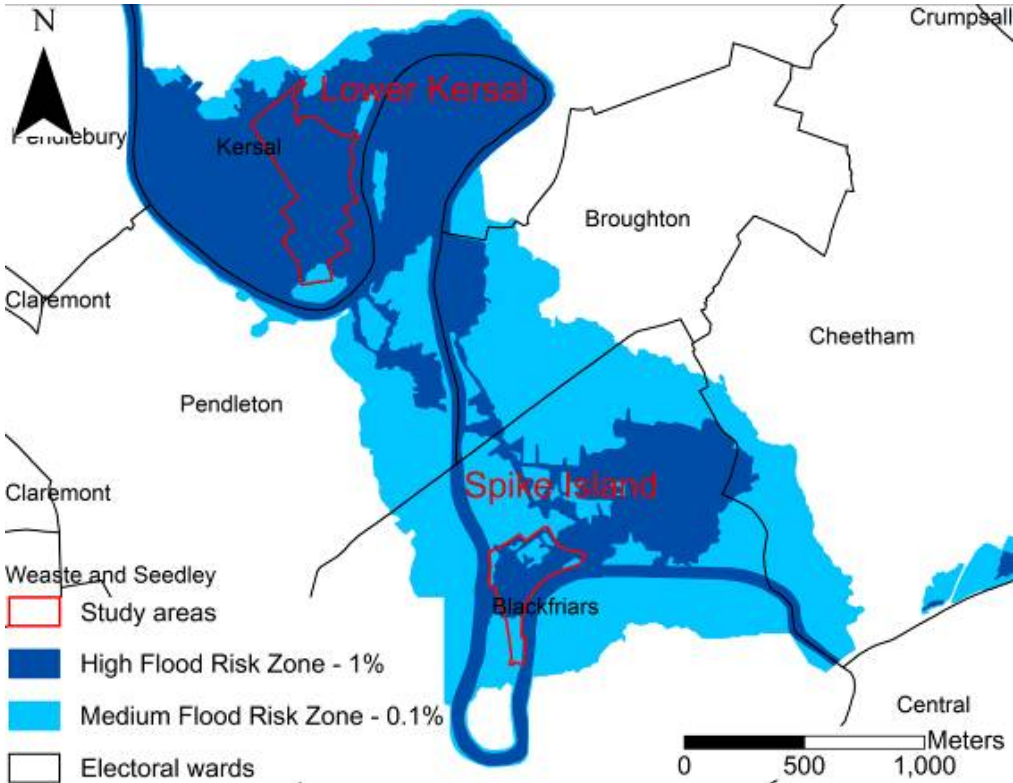 N
Crumpsall
Lower Kersal
Pendlebury
Kersal
Broughton
Claremont
Cheetham
Pendleton
Spike Island
Claremont
Weaste and Seedley
Blackfriars
Study areas
High Flood Risk Zone - 1%
Medium Flood Risk Zone - 0.1%
Central
Electoral wards
Meters
0 500 1,000